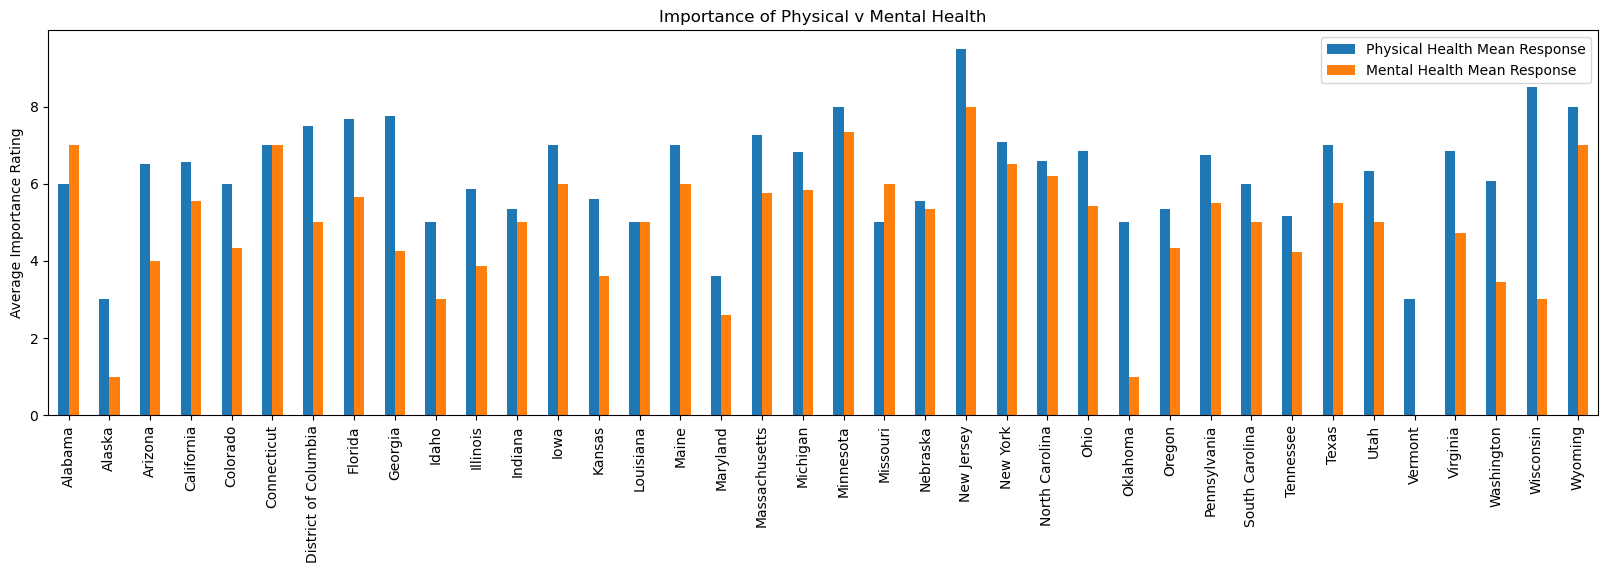 Importance of Physical v Mental Health
Physical Health Mean Response
Mental Health Mean Response
Average Importance Rating
8
6
4
2
0
Alabama
Alaska
Arizona
California
Colorado
Connecticut
District of Columbia
Florida
Georgia
Idaho
Illinois
Indiana
Iowa
Kansas
Louisiana
Maine
Maryland
Massachusetts
Michigan
Minnesota
Missouri
Nebraska
New Jersey
New York
North Carolina
Ohio
Oklahoma
Oregon
Pennsylvania
South Carolina
Tennessee
Texas
Utah
Vermont
Virginia
Washington
Wisconsin
Wyoming